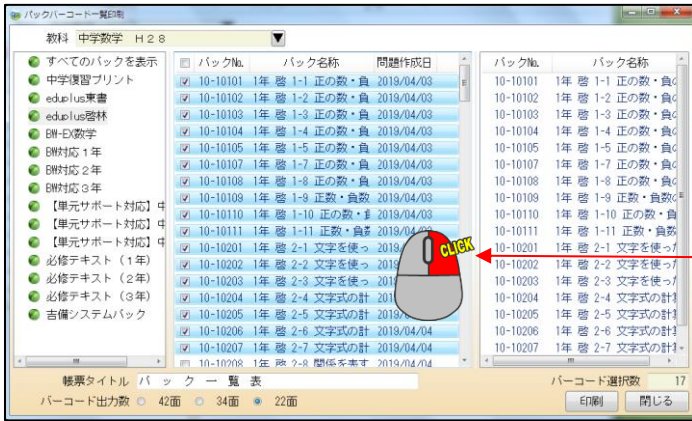 パックバーコード一覧印刷
教科 中学数学 H28
すべてのパックを表示
中学復習プリント
eduplus東書
eduplus啓林
BW-EX数学
BW対応1年
BW対応2年
BW対応3年
【単元サポート対応】中
【単元サポート対応】中
【単元サポート対応】中
必修テキスト(1年)
必修テキスト(2年)
必修テキスト(3年)
吉備システムパック
パックNo. パック名称 問題作成日
10-10101 1年 啓 1-1 正の数・負 2019/04/03
10-10102 1年 啓 1-2 正の数・負 2019/04/03
10-10103 1年 啓 1-3 正の数・負 2019/04/03
10-10104 1年 啓 1-4 正の数・負 2019/04/03
10-10105 1年 啓 1-5 正の数・負 2019/04/03
10-10107 1年 啓 1-7 正の数・負 2019/04/03
10-10108 1年 啓 1-8 正の数・負 2019/04/03
10-10109 1年 啓 1-9 正数・負数 2019/04/03
10-10110 1年 啓 1-10 正の数・ 2019/04/03
10-10111 1年 啓 1-11 正数・負数 2019/04
10-10201 1年 啓 2-1 文字を使っ 2019
10-10202 1年 啓 2-2 文字を使っ 2019
10-10203 1年 啓 2-3 文字を使っ 2019
10-10204 1年 啓 2-4 文字式の計 2019
10-10205 1年 啓 2-5 文字式の計 2019
10-10206 1年 啓 2-6 文字式の計 2019/04/04
10-10207 1年 啓 2-7 文字式の計 2019/04/04
10-10208 1年 啓 2-8 関係を表す 2019/04/04
CLICK
パックNo. パック名称
10-10101 1年 啓 1-1 正の数・負の
10-10102 1年 啓 1-2 正の数・負の
10-10103 1年 啓 1-3 正の数・負の
10-10104 1年 啓 1-4 正の数・負の
10-10105 1年 啓 1-5 正の数・負の
10-10107 1年 啓 1-7 正の数・負の
10-10108 1年 啓 1-8 正の数・負の
10-10109 1年 啓 1-9 正数・負数の
10-10110 1年 啓 1-10 正の数・負
10-10111 1年 啓 1-11 正数・負数
10-10201 1年 啓 2-1 文字を使った
10-10202 1年 啓 2-2 文字を使った
10-10203 1年 啓 2-3 文字を使った
10-10204 1年 啓 2-4 文字式の計算
10-10205 1年 啓 2-5 文字式の計算
10-10206 1年 啓 2-6 文字式の計算
10-10207 1年 啓 2-7 文字式の計算
帳票タイトル パック一覧表
バーコード選択数 17
バーコード出力数 42面 34面 22面
印刷 閉じる